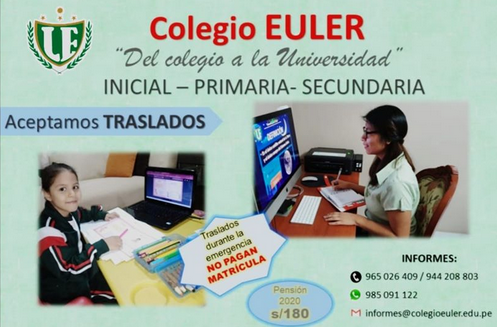 Colegio EULER
“Del colegio a la Universidad”
INICIAL – PRIMARIA- SECUNDARIA
Aceptamos TRASLADOS
Traslados
durante la
emergencia
NO PAGAN
MATRÍCULA
Pensión
2020
s/180
INFORMES:
965 026 409 / 944 208 803
985 091 122
informes@colegioeuler.edu.pe